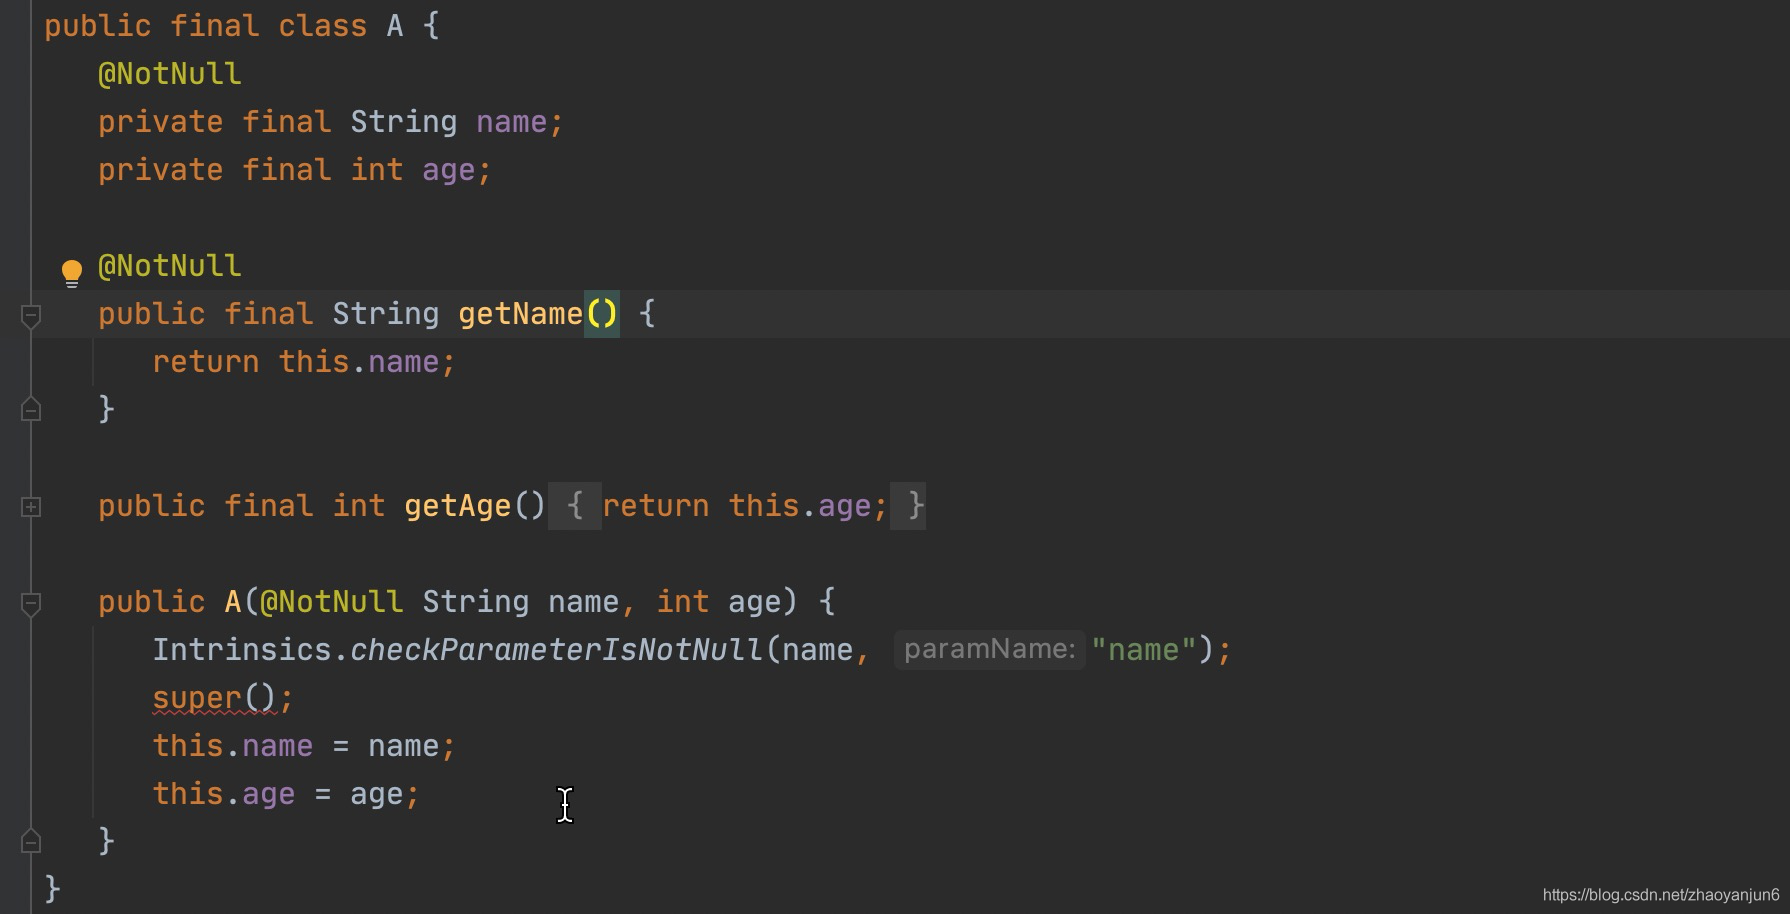 public final class A {
@NotNull
private final String name;
private final int age;
@NotNull
public final String getName() {
return this.name;
}
public final int getAge() { return this.age; }
public A(@NotNull String name, int age) {
Intrinsics.checkParameterIsNotNull(name, paramName: "name");
super();
this.name = name;
this.age = age;
}
}
https://blog.csdn.net/zhaoyanjun6